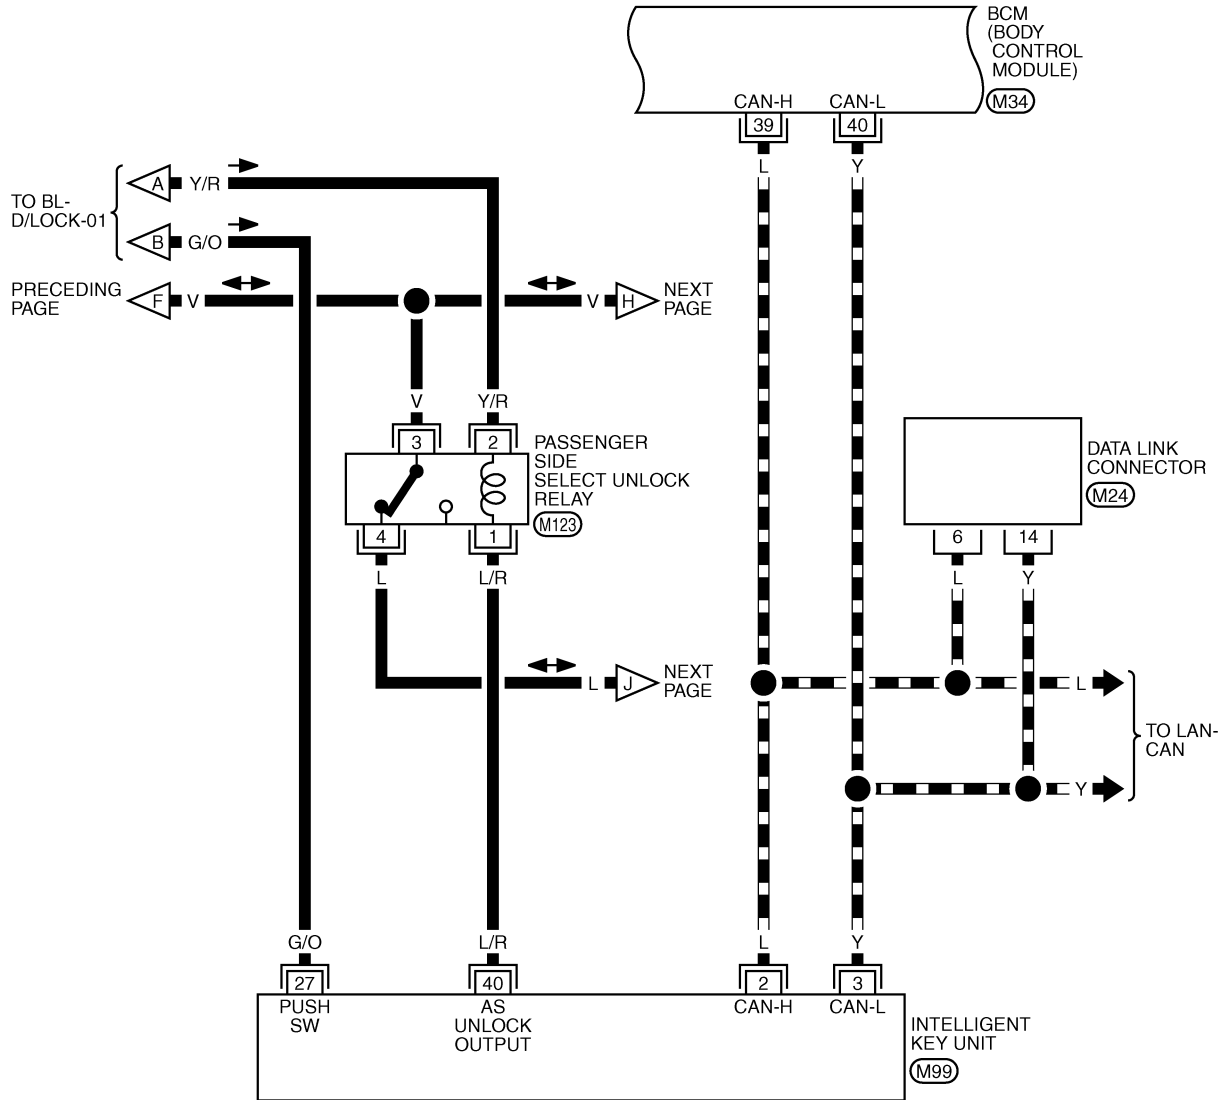 BCM
(BODY
CONTROL
MODULE)
M34
CAN-H CAN-L
39 40
L Y
TO BL-
D/LOCK-01
A Y/R
B G/O
PRECEDING
PAGE
F V
V H
NEXT
PAGE
V Y/R
3 2
PASSENGER
SIDE
SELECT UNLOCK
RELAY
M123
4 1
L L/R
DATA LINK
CONNECTOR
M24
6 14
L Y
L J
NEXT
PAGE
L
Y
TO LAN-
CAN
G/O L/R L Y
27 40 2 3
PUSH
SW
AS
UNLOCK
OUTPUT
CAN-H CAN-L
INTELLIGENT
KEY UNIT
M99